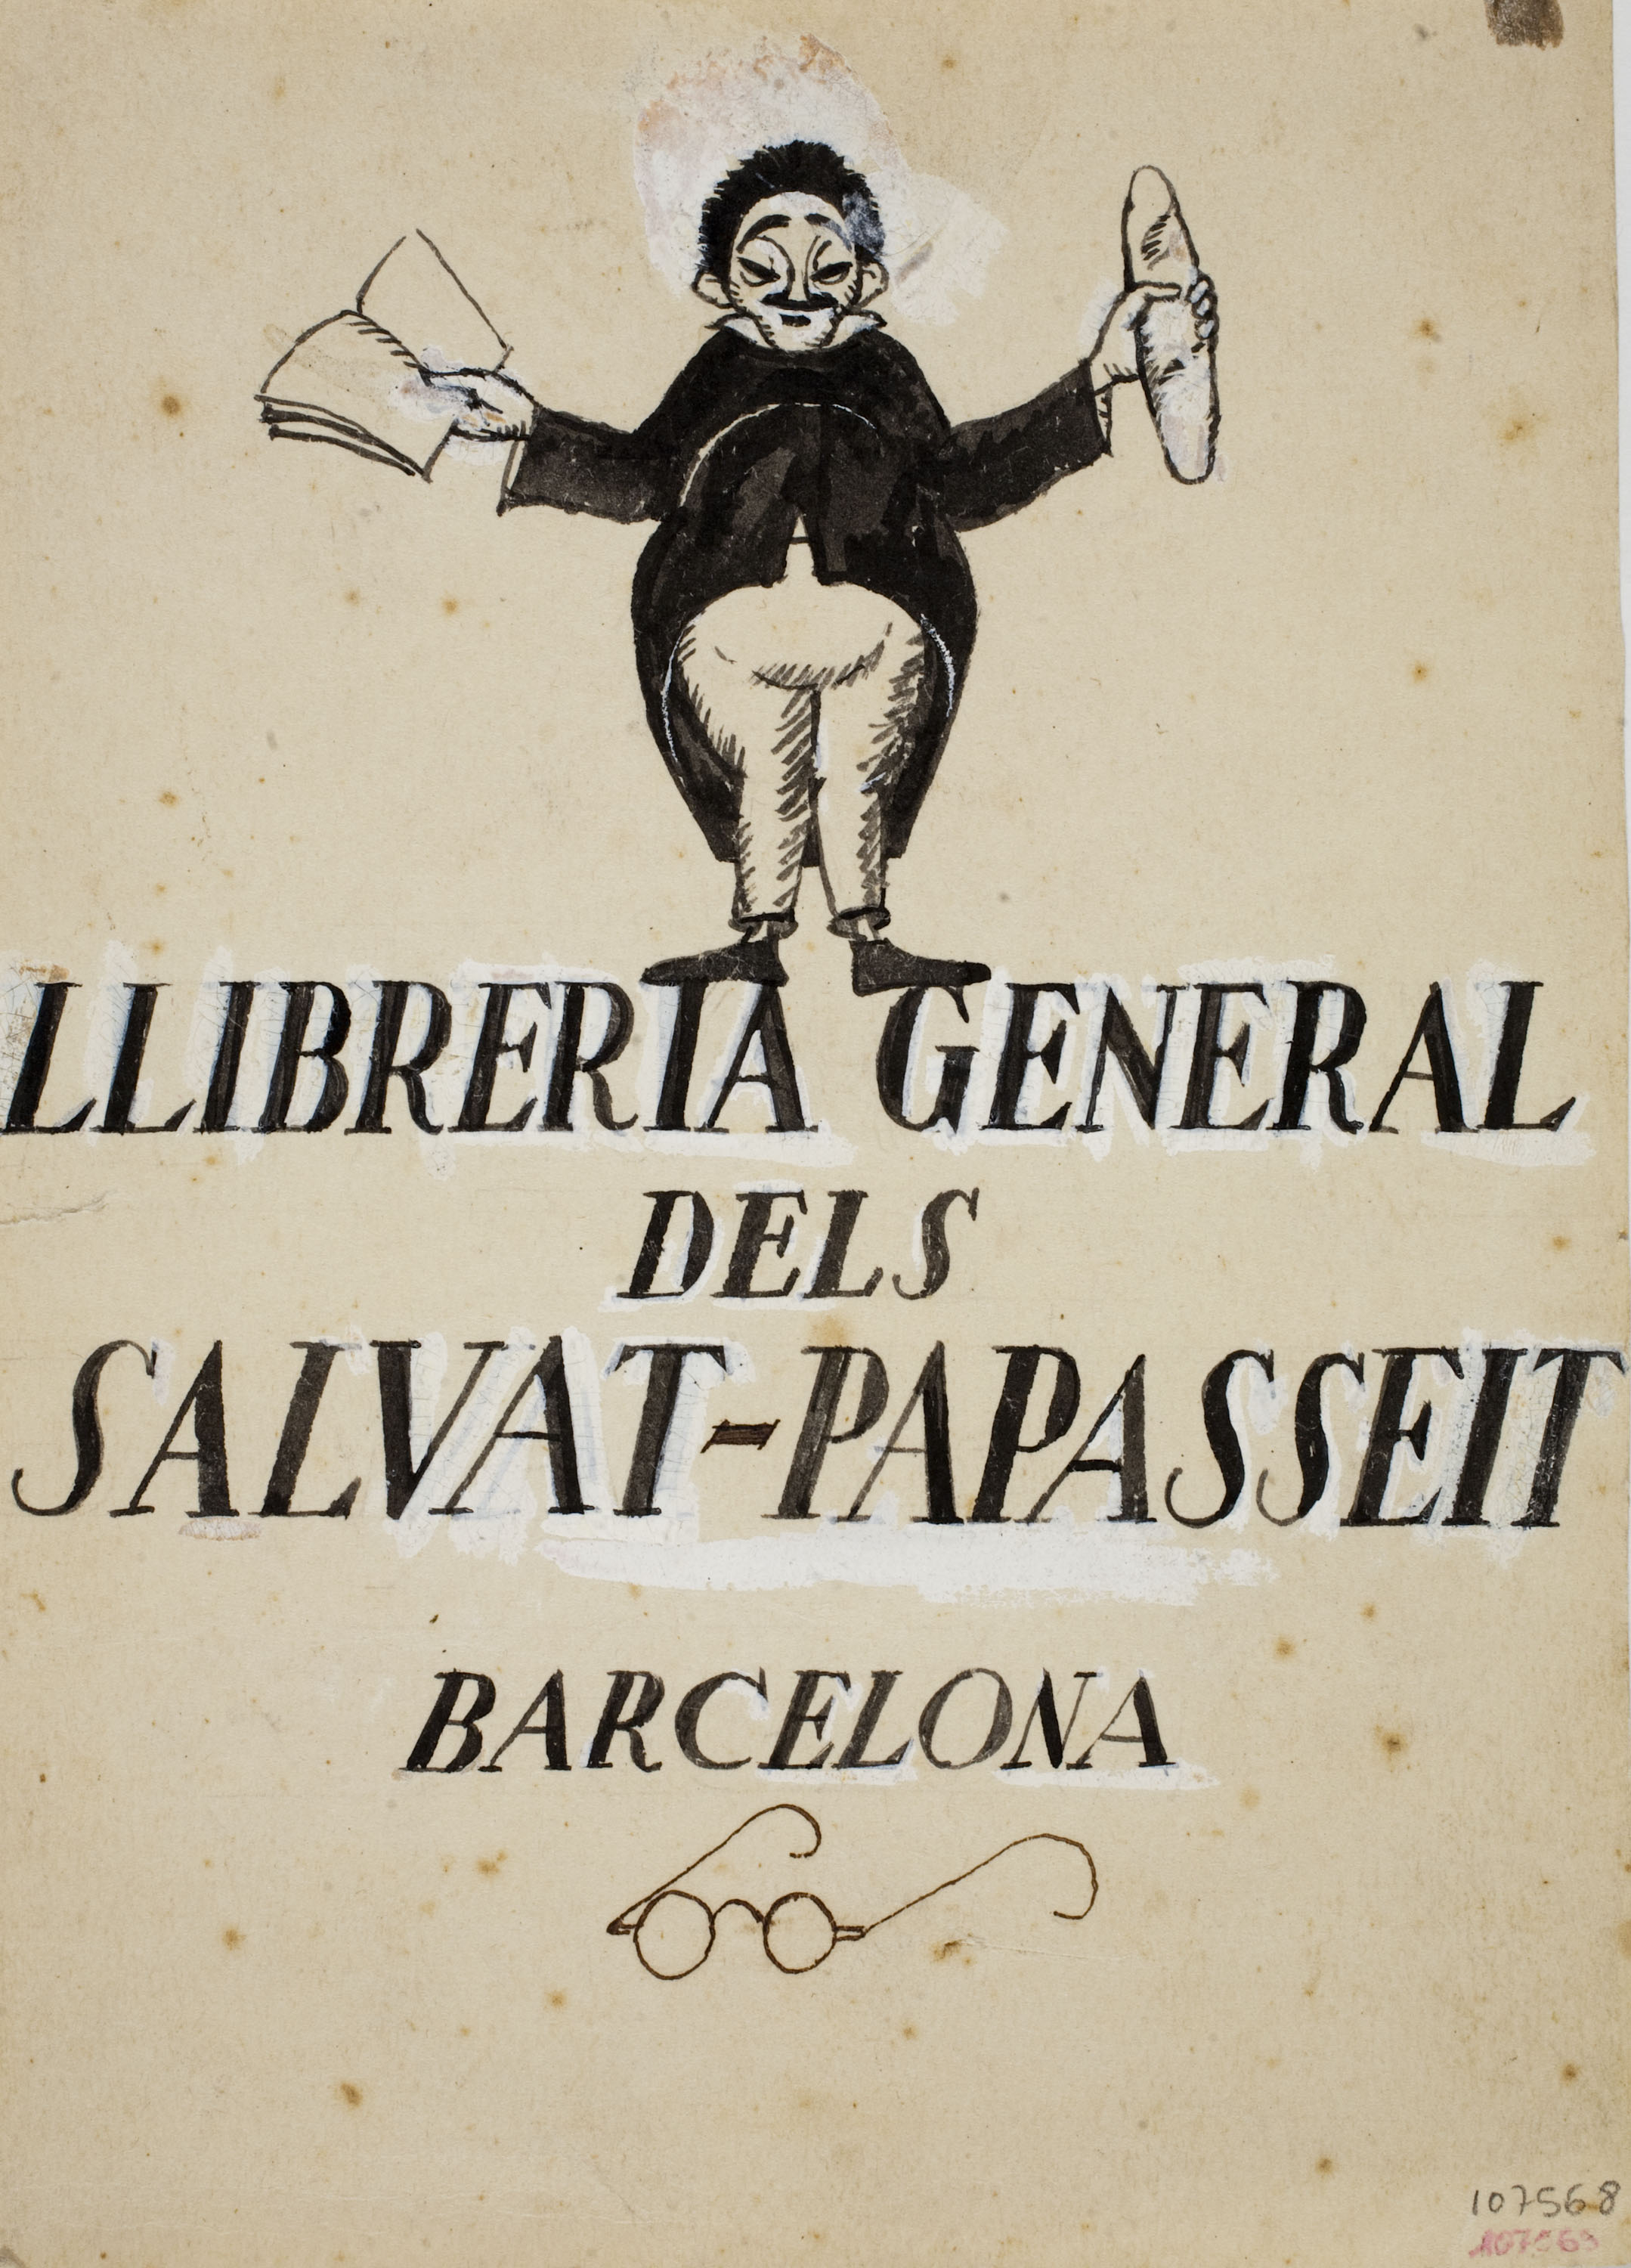 LLIBRERIA GENERAL
DELS
SALVAT-PAPASSEIT
BARCELONA
107568